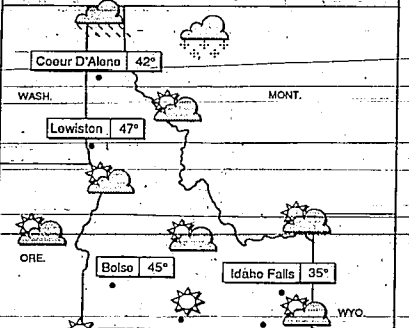 Coeur D'Alene 42°
WASH.
MONT.
Lewiston 47°
ORE.
Boise 45°
Idaho Falls 35°
WYO.